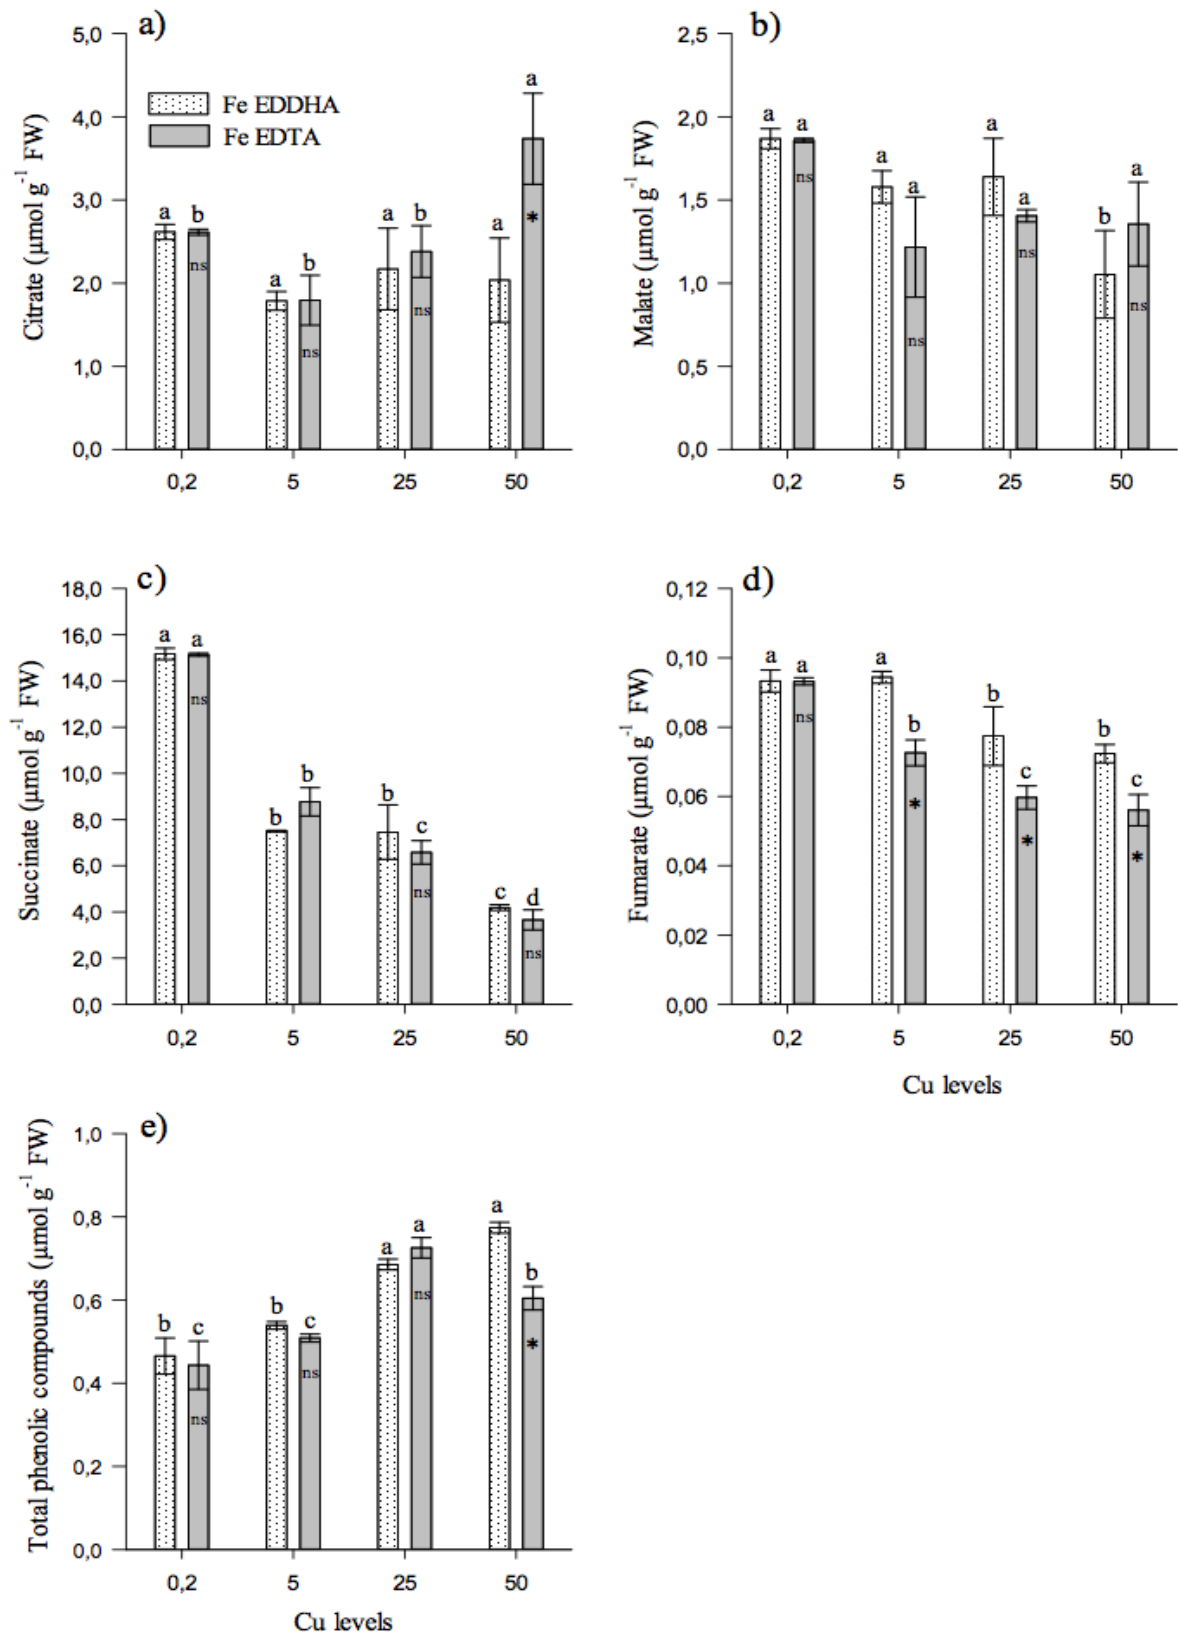 a)
Citrate (µmol g⁻¹ FW)
5,0
4,0
3,0
2,0
1,0
0,0
Fe EDDHA
Fe EDTA
a b a b a b a a
ns ns ns *
0,2 5 25 50
b)
Malate (µmol g⁻¹ FW)
2,5
2,0
1,5
1,0
0,5
0,0
a a a a a a b a
ns ns ns ns
0,2 5 25 50
c)
Succinate (µmol g⁻¹ FW)
18,0
16,0
14,0
12,0
10,0
8,0
6,0
4,0
2,0
0,0
a a b b b c c d
ns ns ns
0,2 5 25 50
d)
Fumarate (µmol g⁻¹ FW)
0,12
0,10
0,08
0,06
0,04
0,02
0,00
a a a b b c b c
ns * * *
0,2 5 25 50
Cu levels
e)
Total phenolic compounds (µmol g⁻¹ FW)
1,0
0,8
0,6
0,4
0,2
0,0
b c b c a a a b
ns ns ns *
0,2 5 25 50
Cu levels